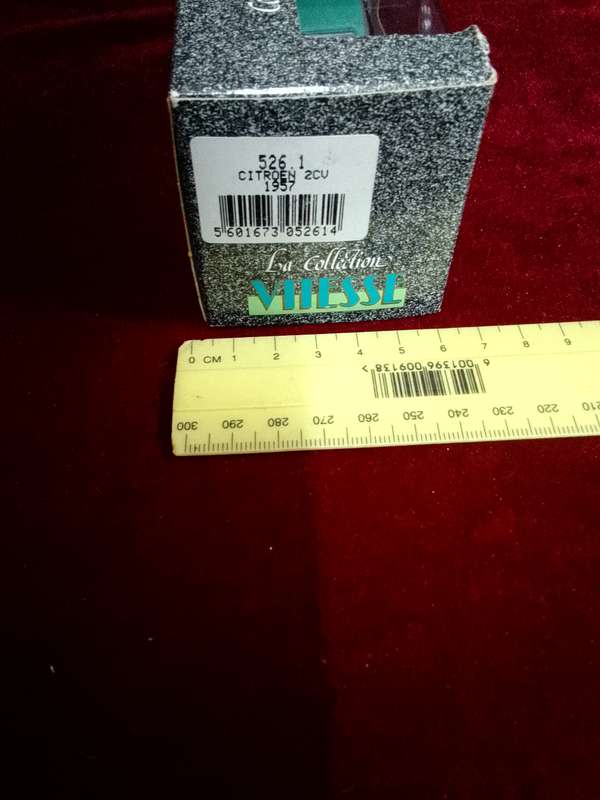 526.1
CITROEN 2CV
1957
5 601673 052614
La Collection
VITESSE
0 CM 1 2 3 4 5 6 7 8 9
6 001396 009138 >
300 290 280 270 260 250 240 230 220 210